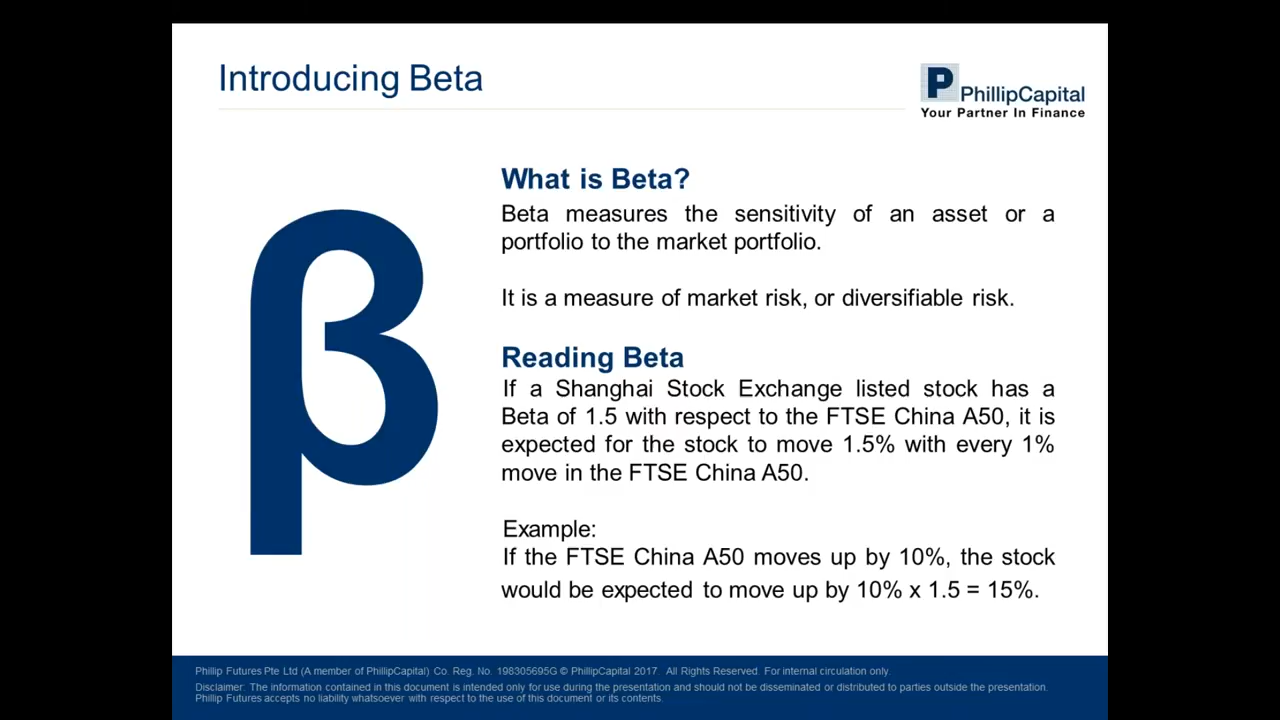 Introducing Beta
P PhillipCapital
Your Partner In Finance
β
What is Beta?
Beta measures the sensitivity of an asset or a
portfolio to the market portfolio.
It is a measure of market risk, or diversifiable risk.
Reading Beta
If a Shanghai Stock Exchange listed stock has a
Beta of 1.5 with respect to the FTSE China A50, it is
expected for the stock to move 1.5% with every 1%
move in the FTSE China A50.
Example:
If the FTSE China A50 moves up by 10%, the stock
would be expected to move up by 10% x 1.5 = 15%.
Phillip Futures Pte Ltd (A member of PhillipCapital) Co. Reg. No. 198305695G © PhillipCapital 2017. All Rights Reserved. For internal circulation only.
Disclaimer: The information contained in this document is intended only for use during the presentation and should not be disseminated or distributed to parties outside the presentation.
Phillip Futures accepts no liability whatsoever with respect to the use of this document or its contents.